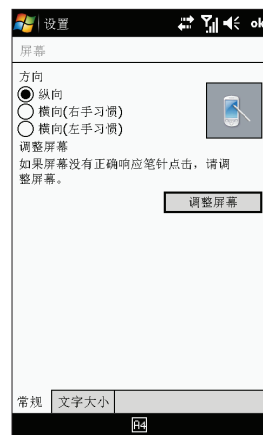 设置
ok
屏幕
方向
纵向
横向(右手习惯)
横向(左手习惯)
调整屏幕
如果屏幕没有正确响应笔针点击，请调
整屏幕。
调整屏幕
常规 文字大小
A4